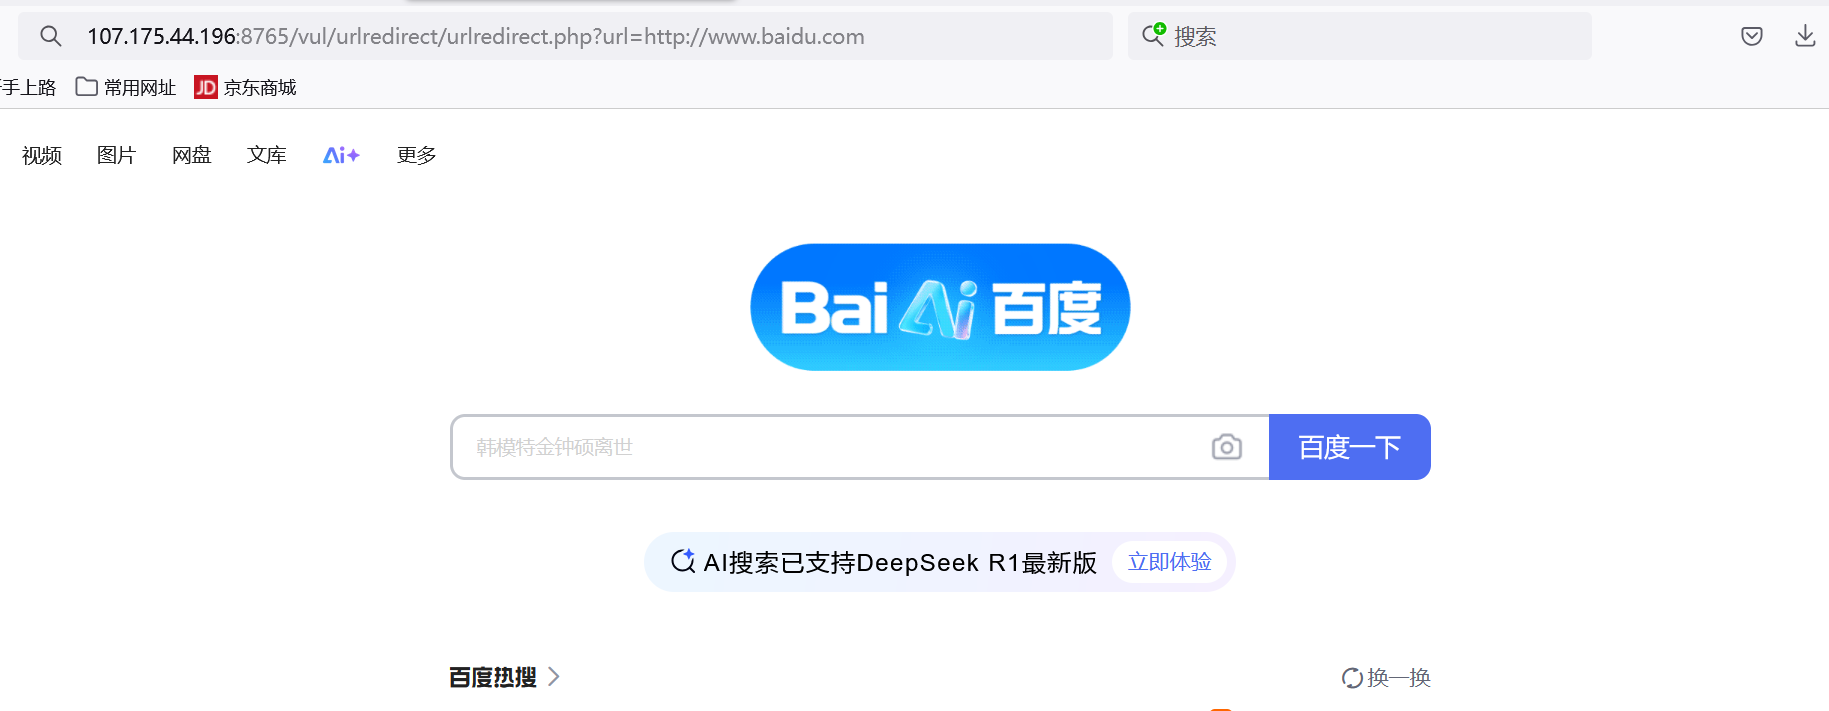 107.175.44.196:8765/vul/urlredirect/urlredirect.php?url=http://www.baidu.com
搜索
手上路
常用网址
JD 京东商城
视频
图片
网盘
文库
Ai
更多
Bai Ai 百度
韩模特金钟硕离世
百度一下
AI搜索已支持DeepSeek R1最新版
立即体验
百度热搜
换一换